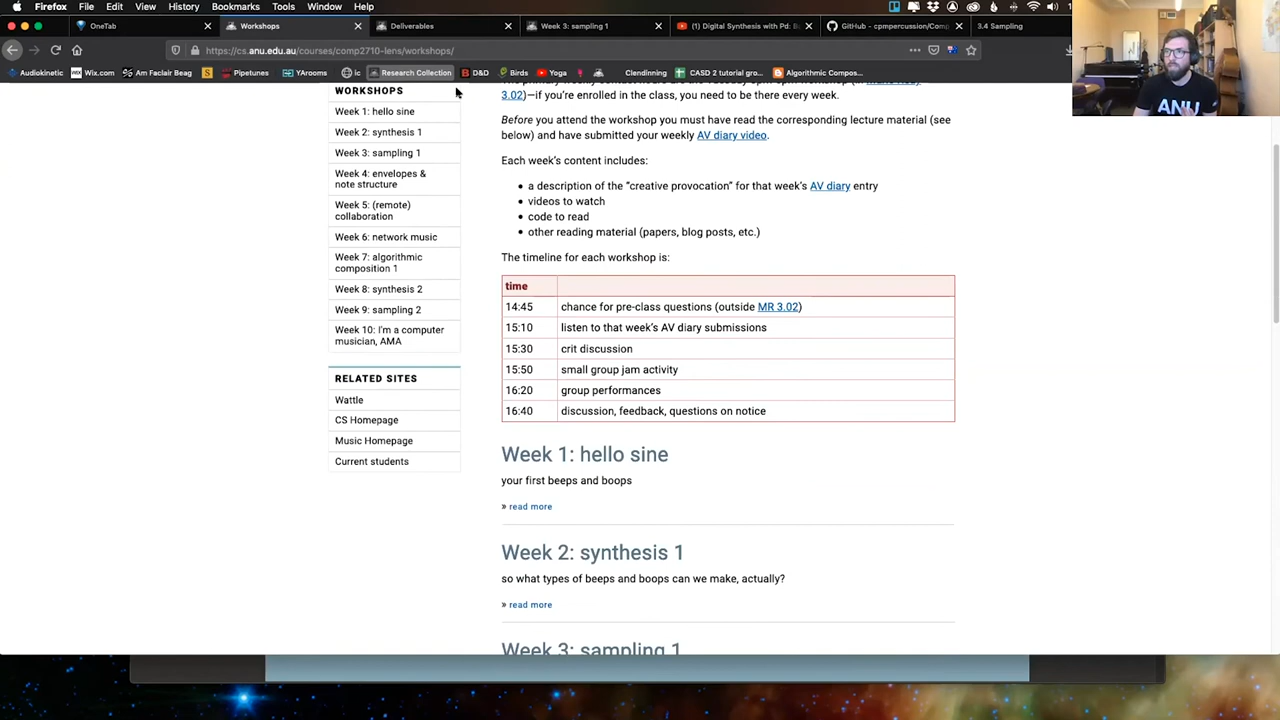 Firefox File Edit View History Bookmarks Tools Window Help
OneTab
Workshops
Deliverables
Week 3: sampling 1
(1) Digital Synthesis with Pd: B
GitHub - cpmpercussion/Com
3.4 Sampling
https://cs.anu.edu.au/courses/comp2710-lens/workshops/
Audiokinetic Wix.com Am Faclair Beag Pipetunes YArooms ic Research Collection D&D Birds Yoga Clendinning CASD 2 tutorial gro... Algorithmic Compos...
ANU
WORKSHOPS
Week 1: hello sine
Week 2: synthesis 1
Week 3: sampling 1
Week 4: envelopes &
note structure
Week 5: (remote)
collaboration
Week 6: network music
Week 7: algorithmic
composition 1
Week 8: synthesis 2
Week 9: sampling 2
Week 10: I'm a computer
musician, AMA
RELATED SITES
Wattle
CS Homepage
Music Homepage
Current students
3.02)—if you're enrolled in the class, you need to be there every week.
Before you attend the workshop you must have read the corresponding lecture material (see
below) and have submitted your weekly AV diary video.
Each week's content includes:
• a description of the “creative provocation” for that week's AV diary entry
• videos to watch
• code to read
• other reading material (papers, blog posts, etc.)
The timeline for each workshop is:
time
14:45 chance for pre-class questions (outside MR 3.02)
15:10 listen to that week's AV diary submissions
15:30 crit discussion
15:50 small group jam activity
16:20 group performances
16:40 discussion, feedback, questions on notice
Week 1: hello sine
your first beeps and boops
» read more
Week 2: synthesis 1
so what types of beeps and boops can we make, actually?
» read more
Week 3: sampling 1